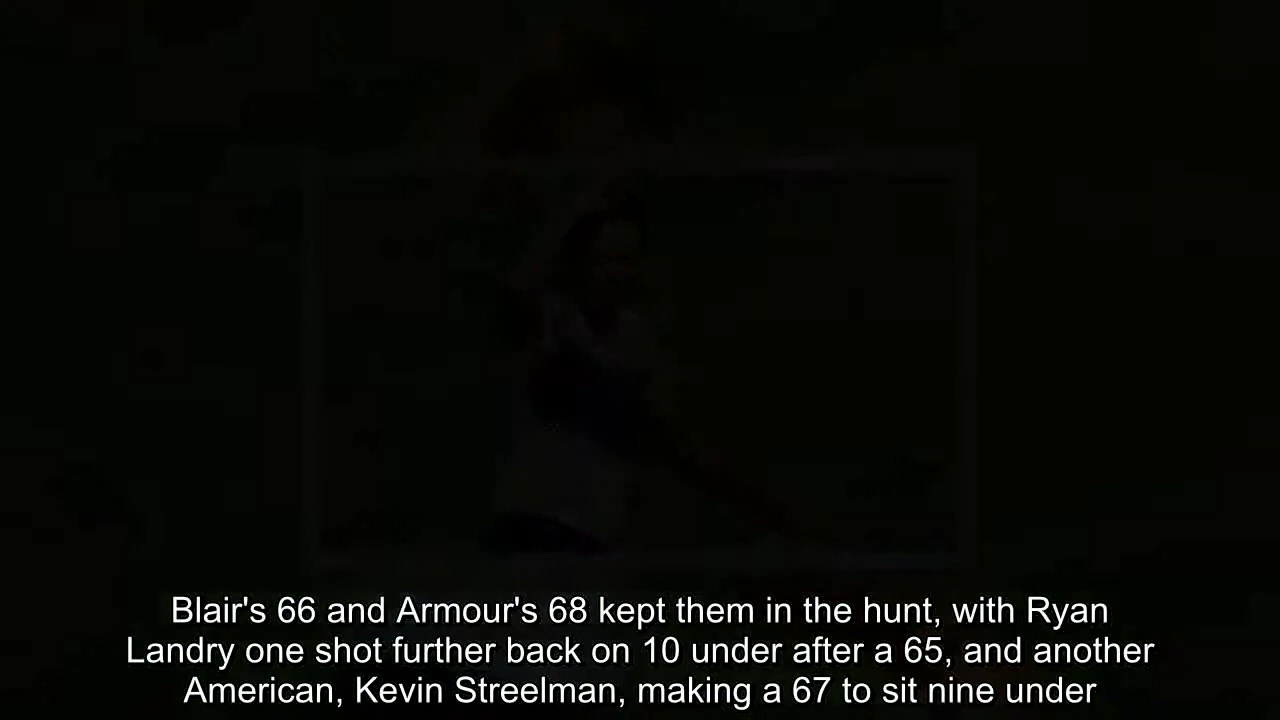 Blair's 66 and Armour's 68 kept them in the hunt, with Ryan
Landry one shot further back on 10 under after a 65, and another
American, Kevin Streelman, making a 67 to sit nine under